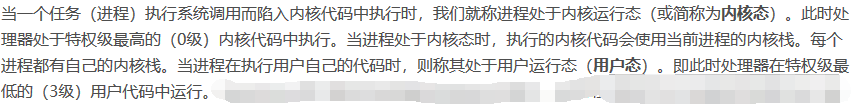 当一个任务（进程）执行系统调用而陷入内核代码中执行时，我们就称进程处于内核运行态（或简称为内核态）。此时处
理器处于特权级最高的（0级）内核代码中执行。当进程处于内核态时，执行的内核代码会使用当前进程的内核栈。每个
进程都有自己的内核栈。当进程在执行用户自己的代码时，则称其处于用户运行态（用户态）。即此时处理器在特权级最
低的（3级）用户代码中运行。